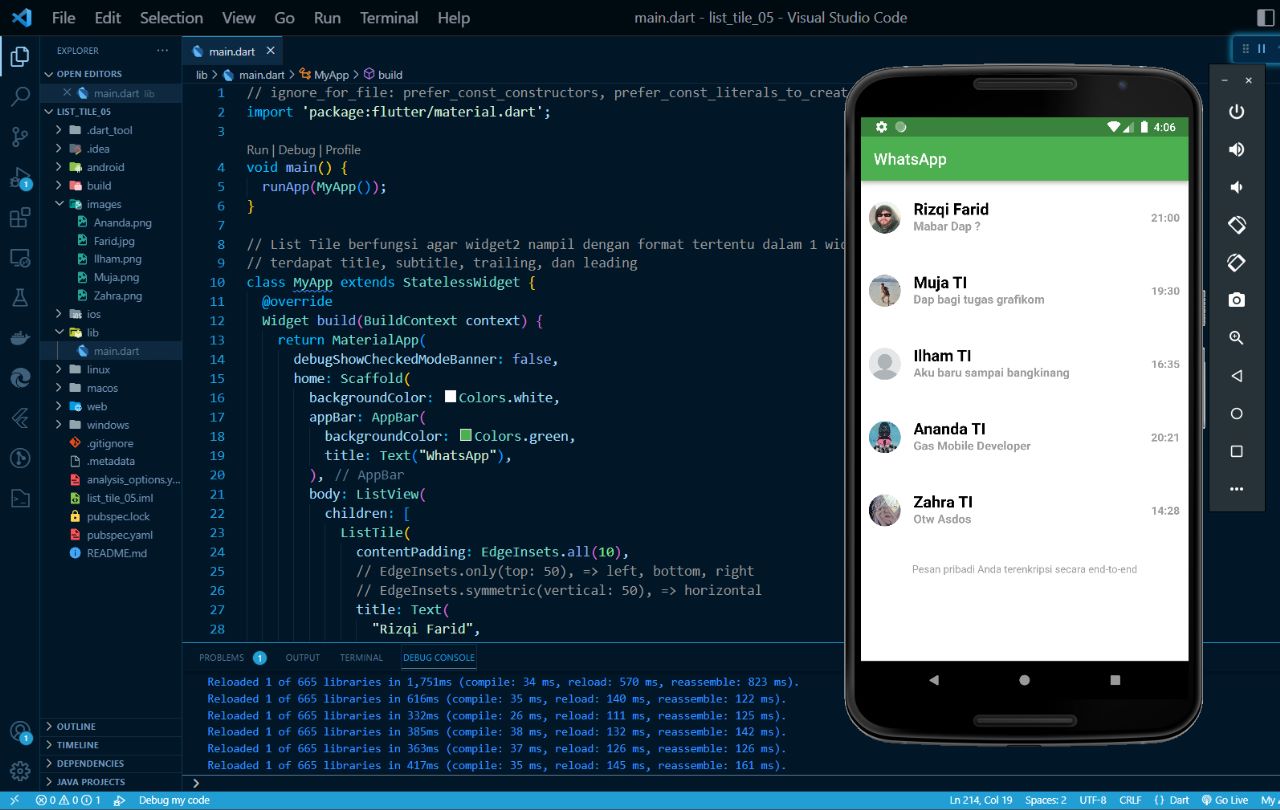 File Edit Selection View Go Run Terminal Help
main.dart - list_tile_05 - Visual Studio Code
EXPLORER
OPEN EDITORS
main.dart lib
LIST_TILE_05
.dart_tool
.idea
android
build
images
Ananda.png
Farid.jpg
Ilham.png
Muja.png
Zahra.png
ios
lib
main.dart
linux
macos
web
windows
.gitignore
.metadata
analysis_options.y...
list_tile_05.iml
pubspec.lock
pubspec.yaml
README.md
OUTLINE
TIMELINE
DEPENDENCIES
JAVA PROJECTS
1
1
main.dart
lib > main.dart > MyApp > build
1 // ignore_for_file: prefer_const_constructors, prefer_const_literals_to_creat
2 import 'package:flutter/material.dart';
3
Run | Debug | Profile
4 void main() {
5 runApp(MyApp());
6 }
7
8 // List Tile berfungsi agar widget2 nampil dengan format tertentu dalam 1 wid
9 // terdapat title, subtitle, trailing, dan leading
10 class MyApp extends StatelessWidget {
11 @override
12 Widget build(BuildContext context) {
13 return MaterialApp(
14 debugShowCheckedModeBanner: false,
15 home: Scaffold(
16 backgroundColor: Colors.white,
17 appBar: AppBar(
18 backgroundColor: Colors.green,
19 title: Text("WhatsApp"),
20 ), // AppBar
21 body: ListView(
22 children: [
23 ListTile(
24 contentPadding: EdgeInsets.all(10),
25 // EdgeInsets.only(top: 50), => left, bottom, right
26 // EdgeInsets.symmetric(vertical: 50), => horizontal
27 title: Text(
28 "Rizqi Farid",
PROBLEMS 1 OUTPUT TERMINAL DEBUG CONSOLE
Reloaded 1 of 665 libraries in 1,751ms (compile: 34 ms, reload: 570 ms, reassemble: 823 ms).
Reloaded 1 of 665 libraries in 616ms (compile: 35 ms, reload: 140 ms, reassemble: 122 ms).
Reloaded 1 of 665 libraries in 332ms (compile: 26 ms, reload: 111 ms, reassemble: 125 ms).
Reloaded 1 of 665 libraries in 385ms (compile: 38 ms, reload: 132 ms, reassemble: 142 ms).
Reloaded 1 of 665 libraries in 363ms (compile: 37 ms, reload: 126 ms, reassemble: 126 ms).
Reloaded 1 of 665 libraries in 417ms (compile: 35 ms, reload: 145 ms, reassemble: 161 ms).
4:06
WhatsApp
Rizqi Farid
Mabar Dap ?
21:00
Muja TI
Dap bagi tugas grafikom
19:30
Ilham TI
Aku baru sampai bangkinang
16:35
Ananda TI
Gas Mobile Developer
20:21
Zahra TI
Otw Asdos
14:28
Pesan pribadi Anda terenkripsi secara end-to-end
0 0 1 Debug my code
Ln 214, Col 19 Spaces: 2 UTF-8 CRLF { } Dart Go Live My